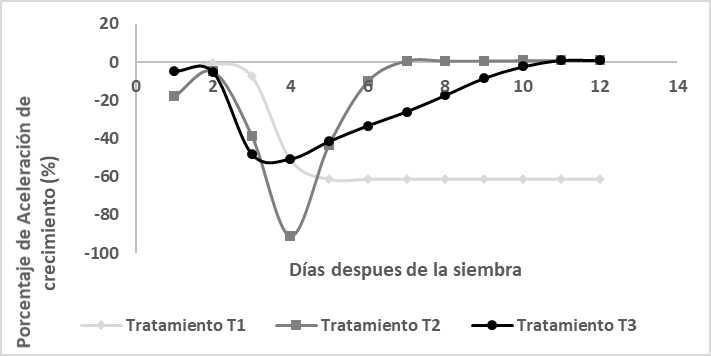 20
0
-20
-40
-60
-80
-100
0 2 4 6 8 10 12 14
Porcentaje de Aceleración de
crecimiento (%)
Días despues de la siembra
Tratamiento T1 Tratamiento T2 Tratamiento T3